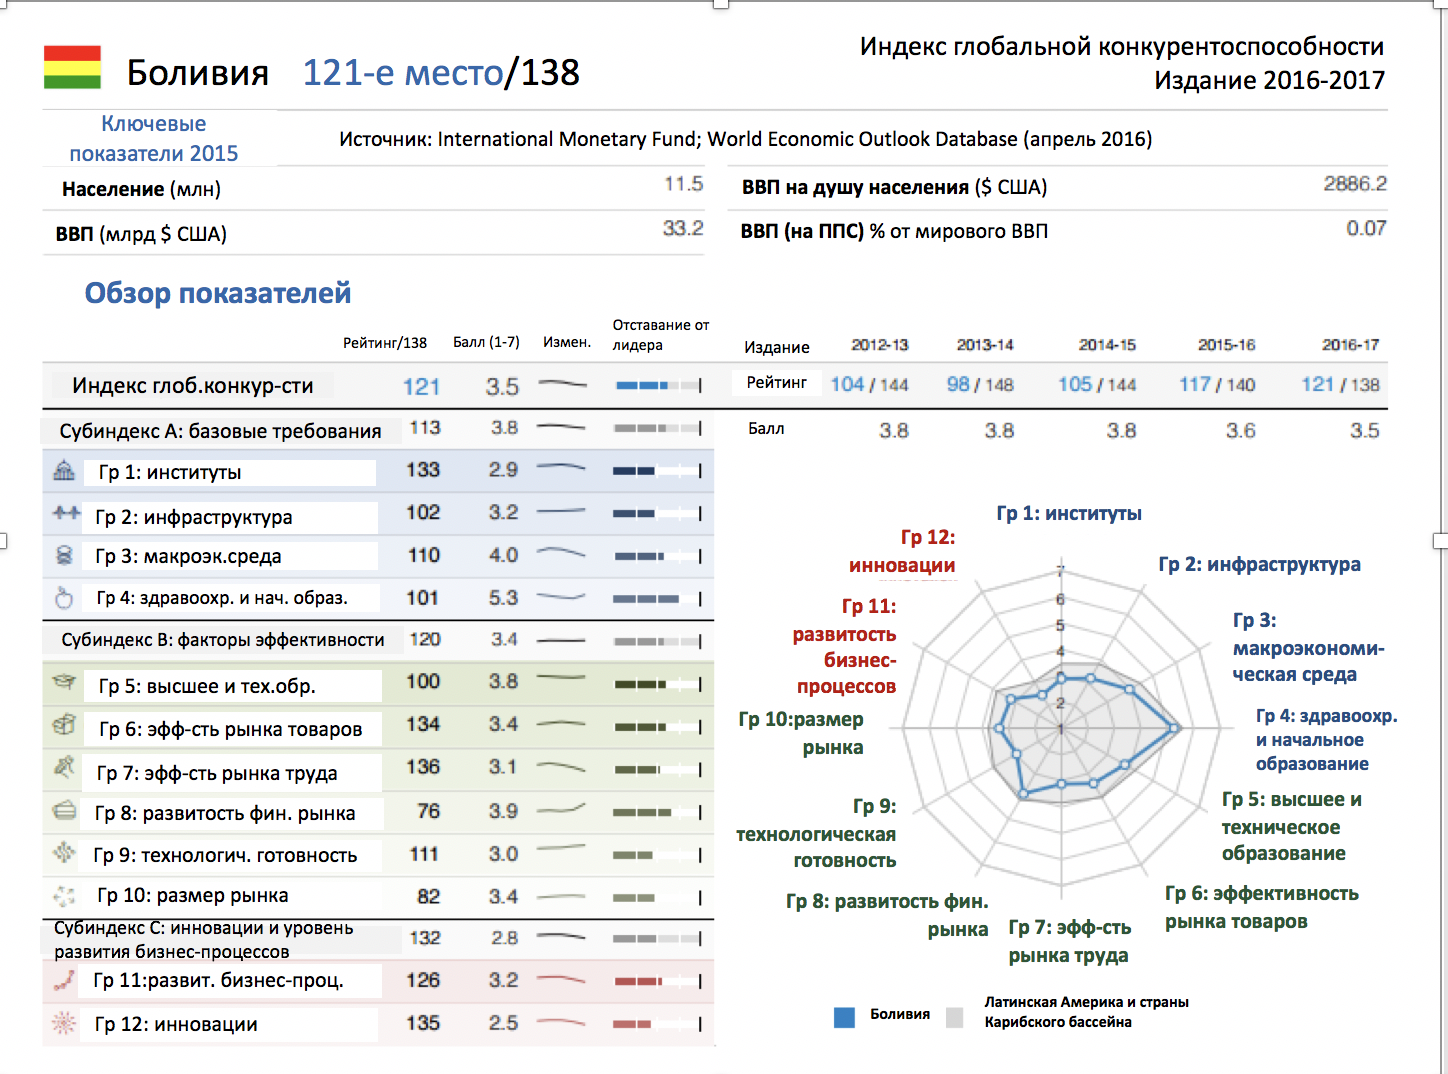 Боливия 121-е место/138
Индекс глобальной конкурентоспособности
Издание 2016-2017
Ключевые
показатели 2015
Источник: International Monetary Fund; World Economic Outlook Database (апрель 2016)
Население (млн) 11.5
ВВП на душу населения ($ США) 2886.2
ВВП (млрд $ США) 33.2
ВВП (на ППС) % от мирового ВВП 0.07
Обзор показателей
Рейтинг/138 Балл (1-7) Измен. Отставание от
лидера
Индекс глоб.конкур-сти 121 3.5
Субиндекс А: базовые требования 113 3.8
Гр 1: институты 133 2.9
Гр 2: инфраструктура 102 3.2
Гр 3: макроэк.среда 110 4.0
Гр 4: здравоохр. и нач. образ. 101 5.3
Субиндекс В: факторы эффективности 120 3.4
Гр 5: высшее и тех.обр. 100 3.8
Гр 6: эфф-сть рынка товаров 134 3.4
Гр 7: эфф-сть рынка труда 136 3.1
Гр 8: развитость фин. рынка 76 3.9
Гр 9: технологич. готовность 111 3.0
Гр 10: размер рынка 82 3.4
Субиндекс С: инновации и уровень
развития бизнес-процессов 132 2.8
Гр 11:развит. бизнес-проц. 126 3.2
Гр 12: инновации 135 2.5
Издание 2012-13 2013-14 2014-15 2015-16 2016-17
Рейтинг 104 / 144 98 / 148 105 / 144 117 / 140 121 / 138
Балл 3.8 3.8 3.8 3.6 3.5
Гр 1: институты
Гр 2: инфраструктура
Гр 3:
макроэкономи-
ческая среда
Гр 4: здравоохр.
и начальное
образование
Гр 5: высшее и
техническое
образование
Гр 6: эффективность
рынка товаров
Гр 7: эфф-сть
рынка труда
Гр 8: развитость фин.
рынка
Гр 9:
технологическая
готовность
Гр 10:размер
рынка
Гр 11:
развитость
бизнес-
процессов
Гр 12:
инновации
7
6
5
4
3
2
1
Боливия
Латинская Америка и страны
Карибского бассейна